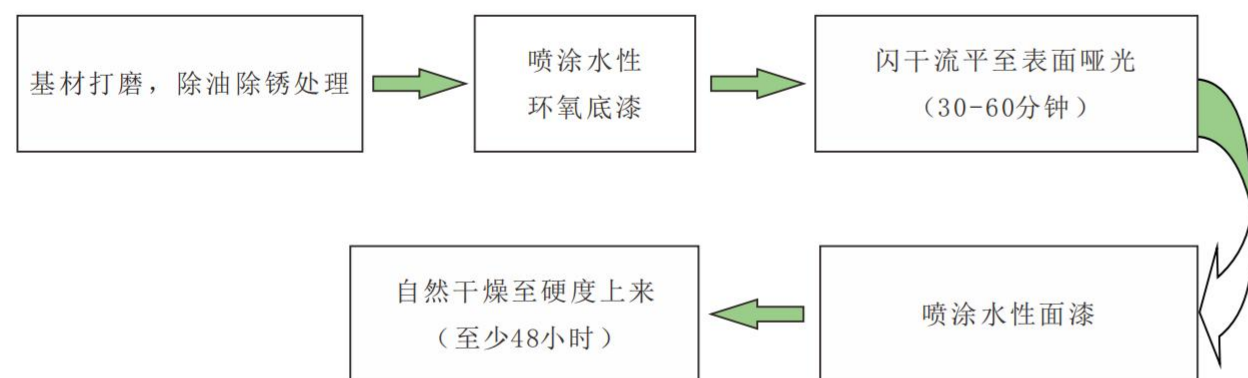 基材打磨，除油除锈处理
喷涂水性
环氧底漆
闪干流平至表面哑光
（30-60分钟）
喷涂水性面漆
自然干燥至硬度上来
（至少48小时）